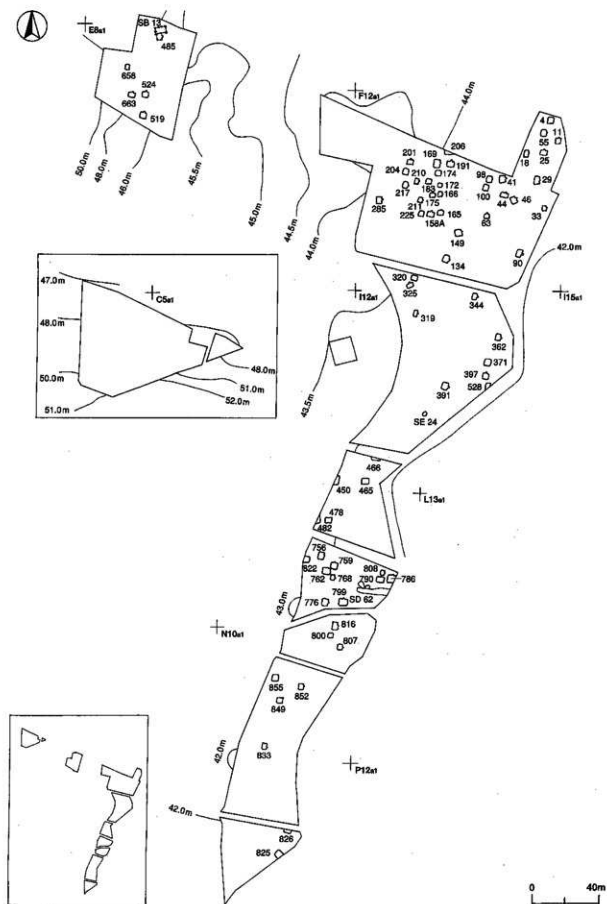 SB 13
E8a1
485
658
524
663
519
50.0m
48.0m
46.0m
45.5m
45.0m
44.5m
44.0m
F12a1
44.0m
4
11
55
25
18
206
201
169
191
204
210
174
98
41
29
217
183
172
166
100
175
44
46
285
211
225
158A
165
63
33
149
42.0m
134
90
47.0m
C5a1
48.0m
48.0m
50.0m
51.0m
51.0m
52.0m
320
I12a1
325
344
I15a1
319
362
371
397
391
528
43.5m
SE 24
466
450
465
L13a1
478
482
756
759
808
822
762
768
790
786
799
SD 62
776
43.0m
816
N10a1
800
807
855
852
849
42.0m
833
P12a1
42.0m
826
825
0
40m